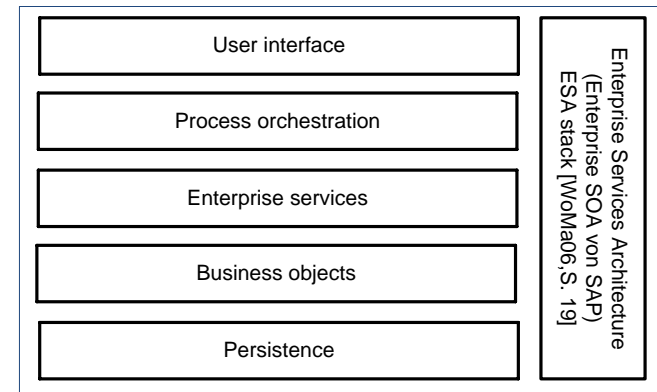 User interface
Process orchestration
Enterprise services
Business objects
Persistence
Enterprise Services Architecture
(Enterprise SOA von SAP)
ESA stack [WoMa06,S. 19]